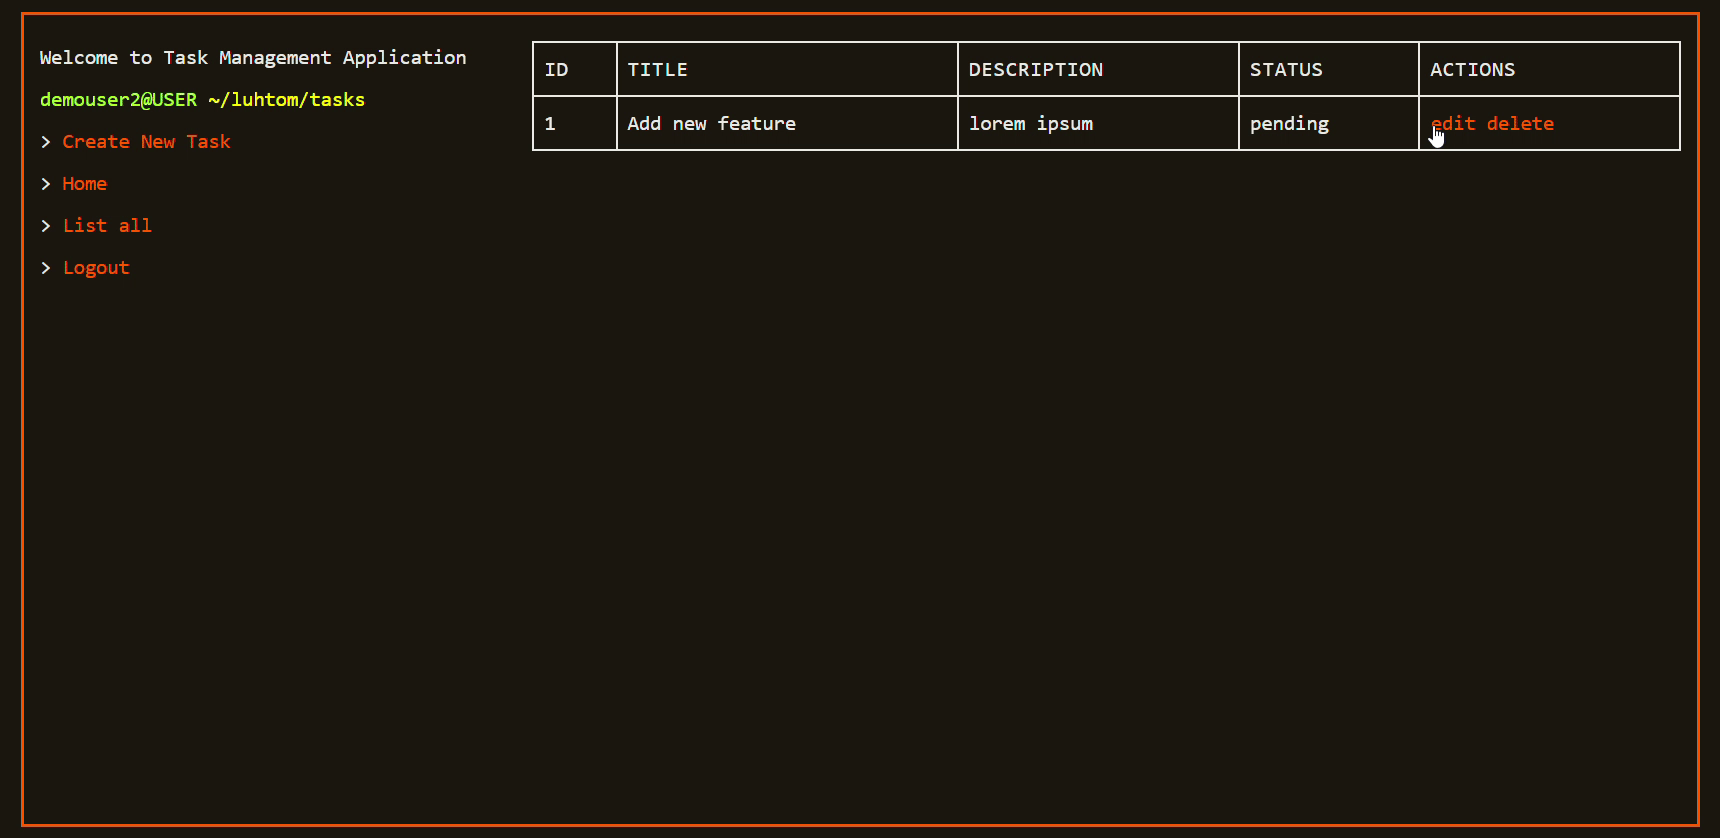 Welcome to Task Management Application
demouser2@USER ~/luhtom/tasks
> Create New Task
> Home
> List all
> Logout
ID TITLE DESCRIPTION STATUS ACTIONS
1 Add new feature lorem ipsum pending edit delete